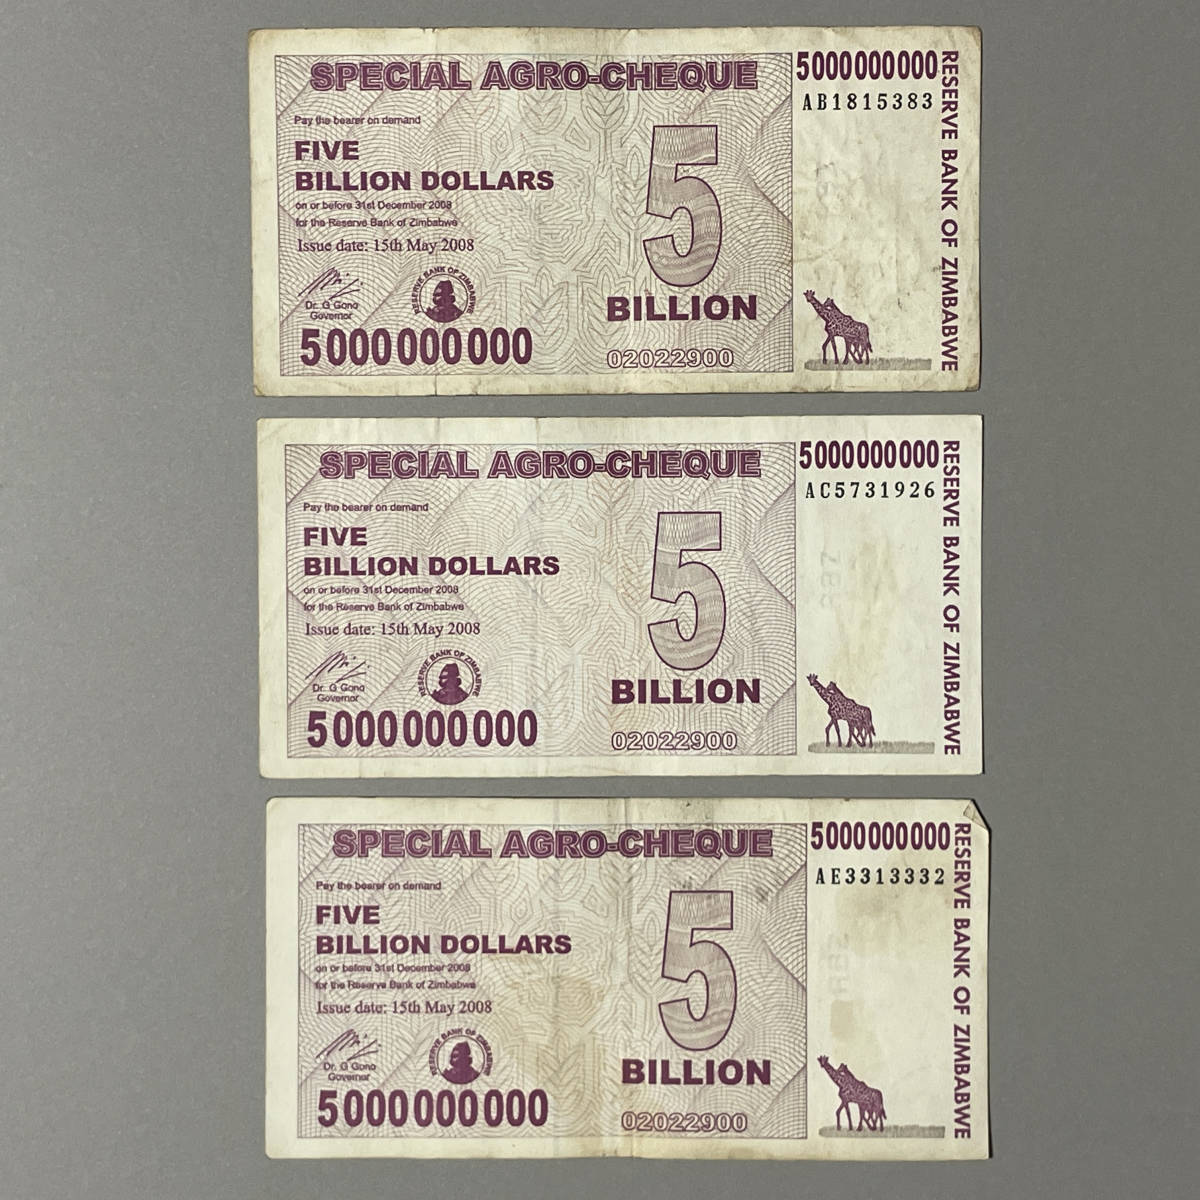 SPECIAL AGRO-CHEQUE
5000000000
AB1815383
Pay the bearer on demand
FIVE
BILLION DOLLARS
on or before 31st December 2008
for the Reserve Bank of Zimbabwe
Issue date: 15th May 2008
Dr. G Gono
Governor
RESERVE BANK OF ZIMBABWE
5000000000
5
BILLION
02022900
RESERVE BANK OF ZIMBABWE
SPECIAL AGRO-CHEQUE
5000000000
AC5731926
Pay the bearer on demand
FIVE
BILLION DOLLARS
on or before 31st December 2008
for the Reserve Bank of Zimbabwe
Issue date: 15th May 2008
Dr. G Gono
Governor
RESERVE BANK OF ZIMBABWE
5000000000
5
BILLION
02022900
RESERVE BANK OF ZIMBABWE
SPECIAL AGRO-CHEQUE
5000000000
AE3313332
Pay the bearer on demand
FIVE
BILLION DOLLARS
on or before 31st December 2008
for the Reserve Bank of Zimbabwe
Issue date: 15th May 2008
Dr. G Gono
Governor
RESERVE BANK OF ZIMBABWE
5000000000
5
BILLION
02022900
RESERVE BANK OF ZIMBABWE